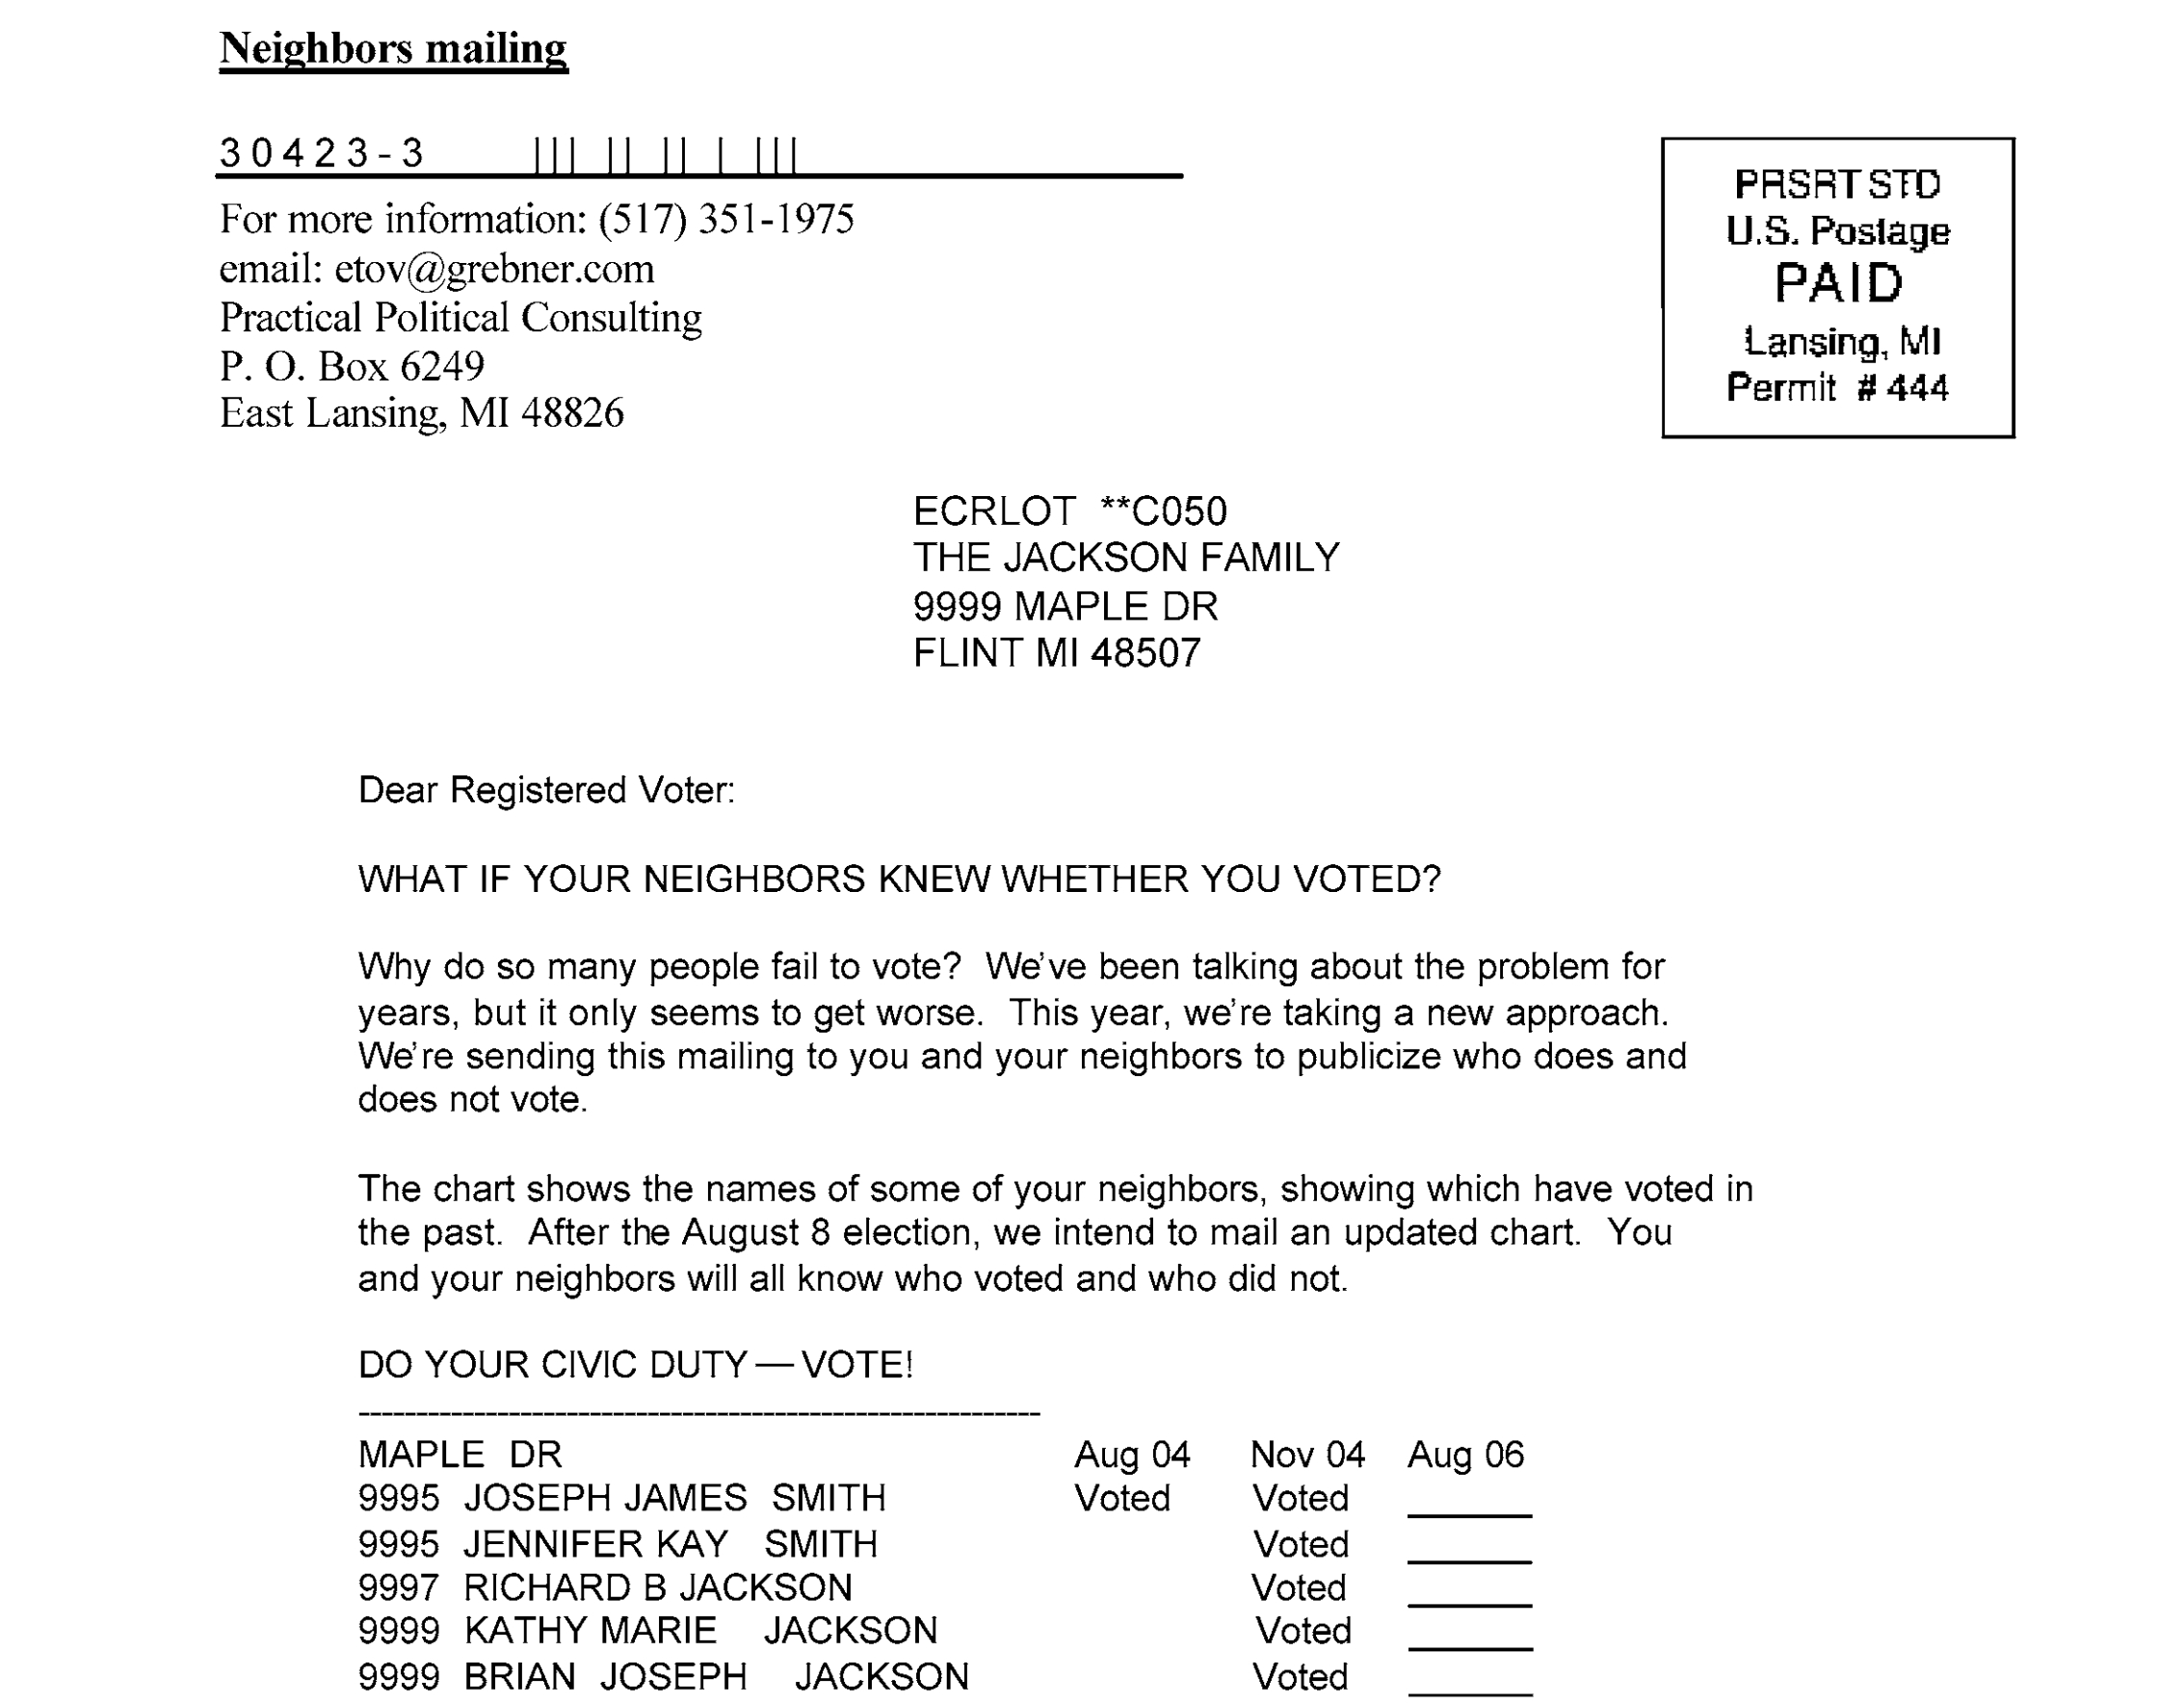 Neighbors mailing
30423-3
For more information: (517) 351-1975
email: etov@grebner.com
Practical Political Consulting
P. O. Box 6249
East Lansing, MI 48826
PRSRT STD
U.S. Postage
PAID
Lansing, MI
Permit # 444
ECRLOT **C050
THE JACKSON FAMILY
9999 MAPLE DR
FLINT MI 48507
Dear Registered Voter:
WHAT IF YOUR NEIGHBORS KNEW WHETHER YOU VOTED?
Why do so many people fail to vote? We've been talking about the problem for
years, but it only seems to get worse. This year, we're taking a new approach.
We're sending this mailing to you and your neighbors to publicize who does and
does not vote.
The chart shows the names of some of your neighbors, showing which have voted in
the past. After the August 8 election, we intend to mail an updated chart. You
and your neighbors will all know who voted and who did not.
DO YOUR CIVIC DUTY — VOTE!
------------------------------------------------------------
MAPLE DR Aug 04 Nov 04 Aug 06
9995 JOSEPH JAMES SMITH Voted Voted ______
9995 JENNIFER KAY SMITH Voted ______
9997 RICHARD B JACKSON Voted ______
9999 KATHY MARIE JACKSON Voted ______
9999 BRIAN JOSEPH JACKSON Voted ______